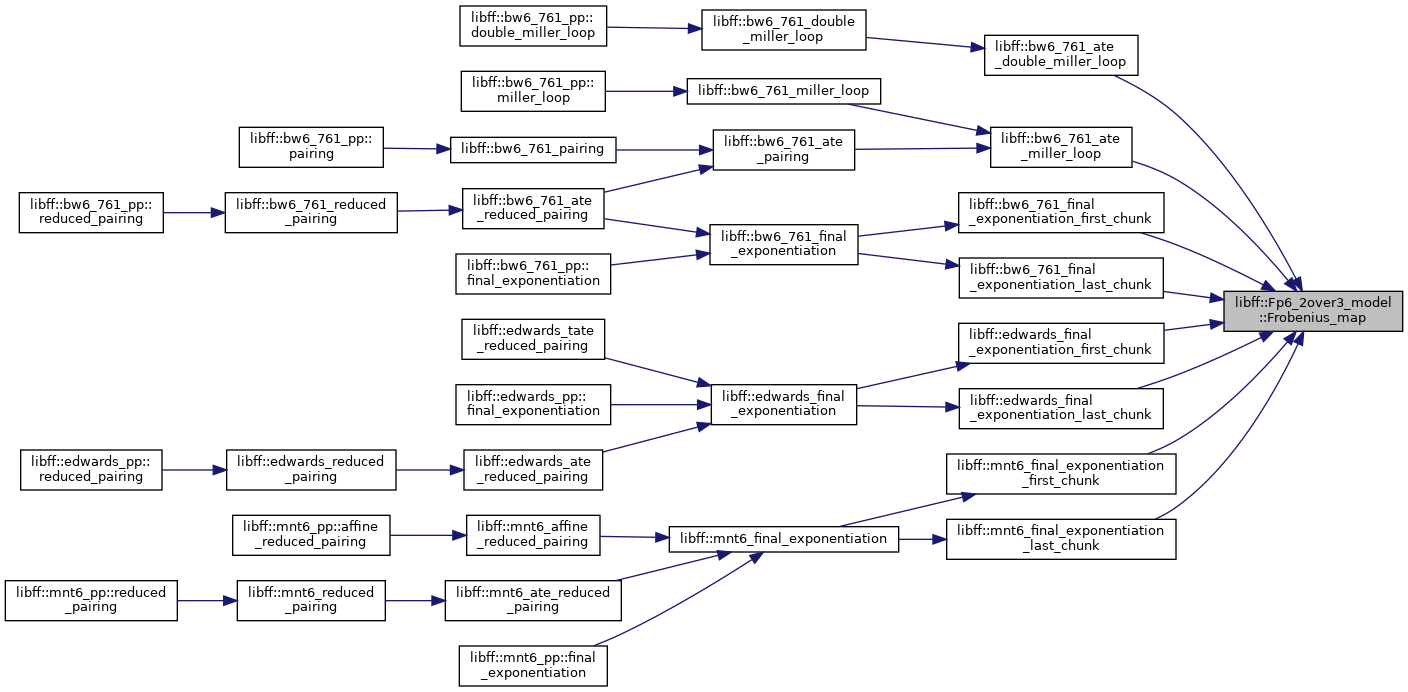 libff::bw6_761_pp::
double_miller_loop
libff::bw6_761_double
_miller_loop
libff::bw6_761_ate
_double_miller_loop
libff::bw6_761_pp::
miller_loop
libff::bw6_761_miller_loop
libff::bw6_761_pp::
pairing
libff::bw6_761_pairing
libff::bw6_761_ate
_pairing
libff::bw6_761_ate
_miller_loop
libff::bw6_761_pp::
reduced_pairing
libff::bw6_761_reduced
_pairing
libff::bw6_761_ate
_reduced_pairing
libff::bw6_761_final
_exponentiation_first_chunk
libff::bw6_761_final
_exponentiation
libff::bw6_761_pp::
final_exponentiation
libff::bw6_761_final
_exponentiation_last_chunk
libff::Fp6_2over3_model
::Frobenius_map
libff::edwards_tate
_reduced_pairing
libff::edwards_final
_exponentiation_first_chunk
libff::edwards_pp::
final_exponentiation
libff::edwards_final
_exponentiation
libff::edwards_final
_exponentiation_last_chunk
libff::edwards_pp::
reduced_pairing
libff::edwards_reduced
_pairing
libff::edwards_ate
_reduced_pairing
libff::mnt6_final_exponentiation
_first_chunk
libff::mnt6_pp::affine
_reduced_pairing
libff::mnt6_affine
_reduced_pairing
libff::mnt6_final_exponentiation
libff::mnt6_final_exponentiation
_last_chunk
libff::mnt6_pp::reduced
_pairing
libff::mnt6_reduced
_pairing
libff::mnt6_ate_reduced
_pairing
libff::mnt6_pp::final
_exponentiation